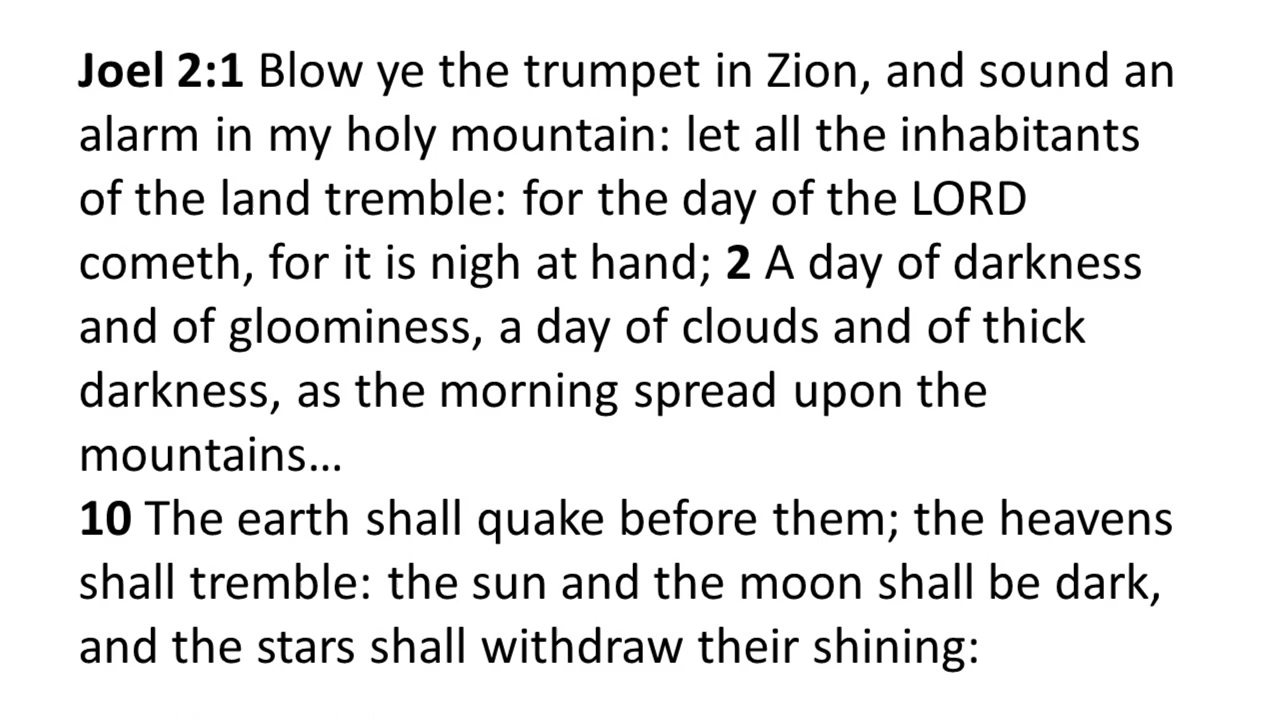 Joel 2:1 Blow ye the trumpet in Zion, and sound an
alarm in my holy mountain: let all the inhabitants
of the land tremble: for the day of the LORD
cometh, for it is nigh at hand; 2 A day of darkness
and of gloominess, a day of clouds and of thick
darkness, as the morning spread upon the
mountains…
10 The earth shall quake before them; the heavens
shall tremble: the sun and the moon shall be dark,
and the stars shall withdraw their shining: